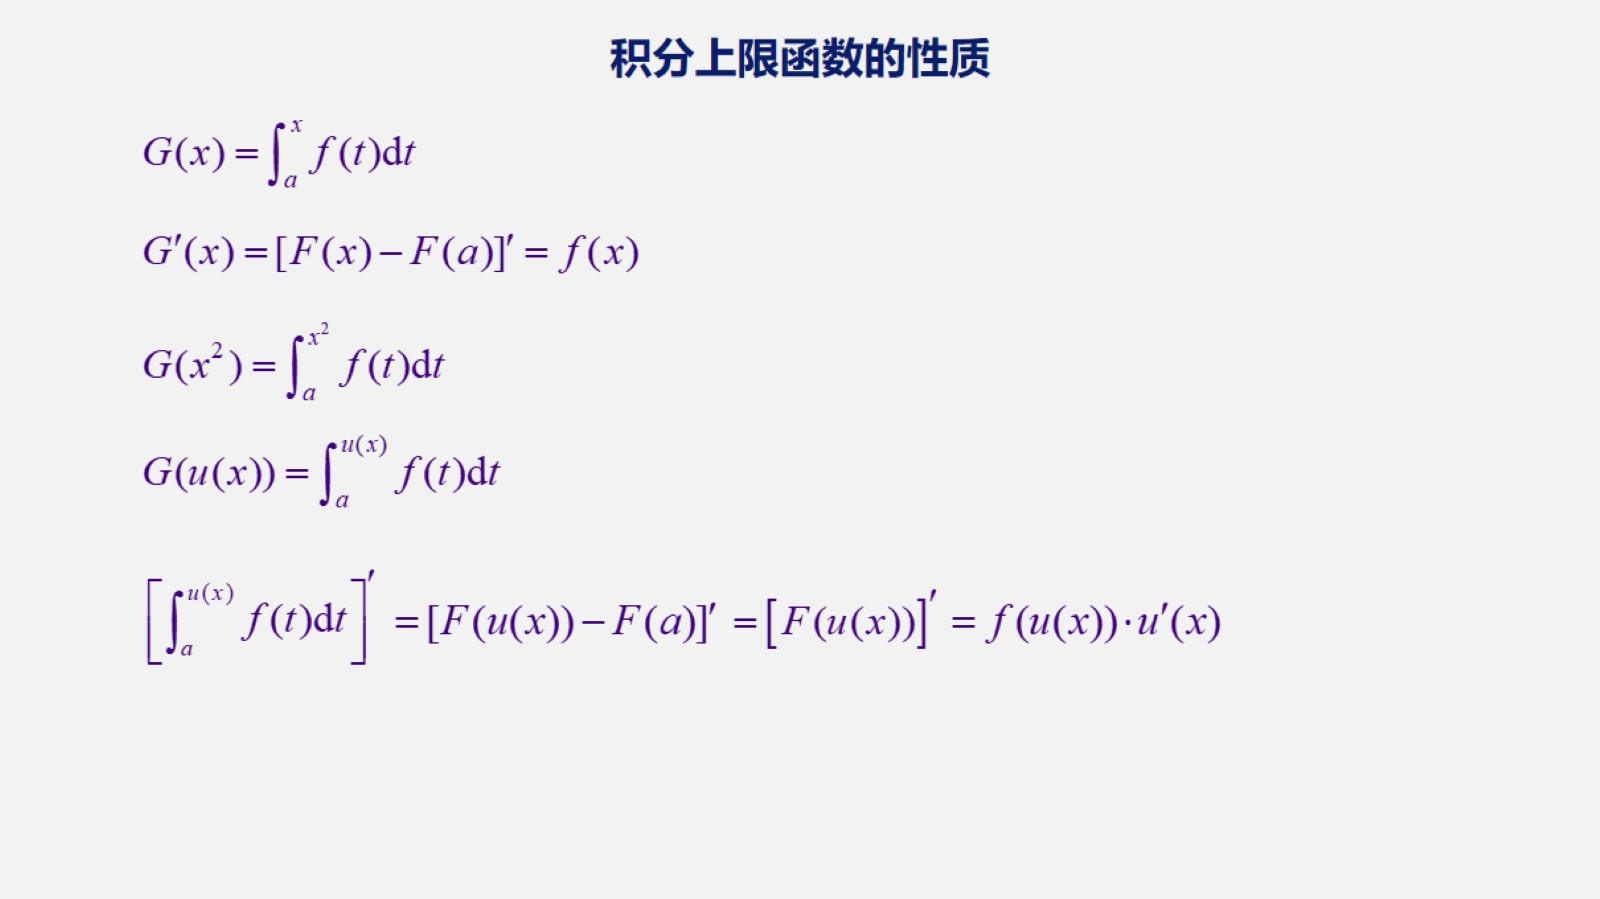 积分上限函数的性质
G(x) = ∫_a^x f(t)dt
G′(x) = [F(x) − F(a)]′ = f(x)
G(x²) = ∫_a^{x²} f(t)dt
G(u(x)) = ∫_a^{u(x)} f(t)dt
[∫_a^{u(x)} f(t)dt]′ = [F(u(x)) − F(a)]′ = [F(u(x))]′ = f(u(x))·u′(x)